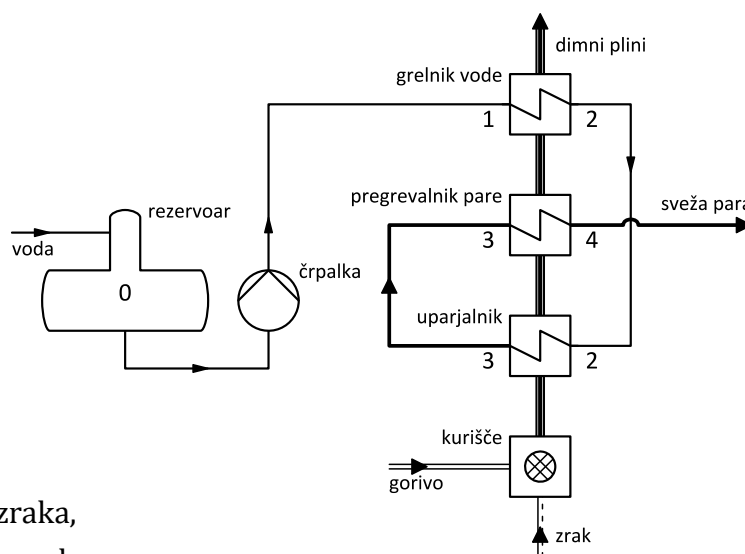 dimni plini
grelnik vode
1 2
pregrevalnik pare
rezervoar
sveža para
3 4
voda
črpalka
0
uparjalnik
3 2
kurišče
gorivo
zraka,
zrak